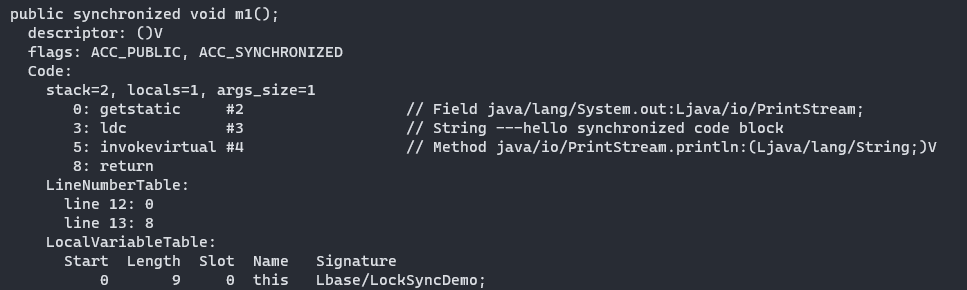 public synchronized void m1();
  descriptor: ()V
  flags: ACC_PUBLIC, ACC_SYNCHRONIZED
  Code:
    stack=2, locals=1, args_size=1
       0: getstatic     #2                  // Field java/lang/System.out:Ljava/io/PrintStream;
       3: ldc           #3                  // String ---hello synchronized code block
       5: invokevirtual #4                  // Method java/io/PrintStream.println:(Ljava/lang/String;)V
       8: return
    LineNumberTable:
      line 12: 0
      line 13: 8
    LocalVariableTable:
      Start  Length  Slot  Name   Signature
          0       9     0  this   Lbase/LockSyncDemo;